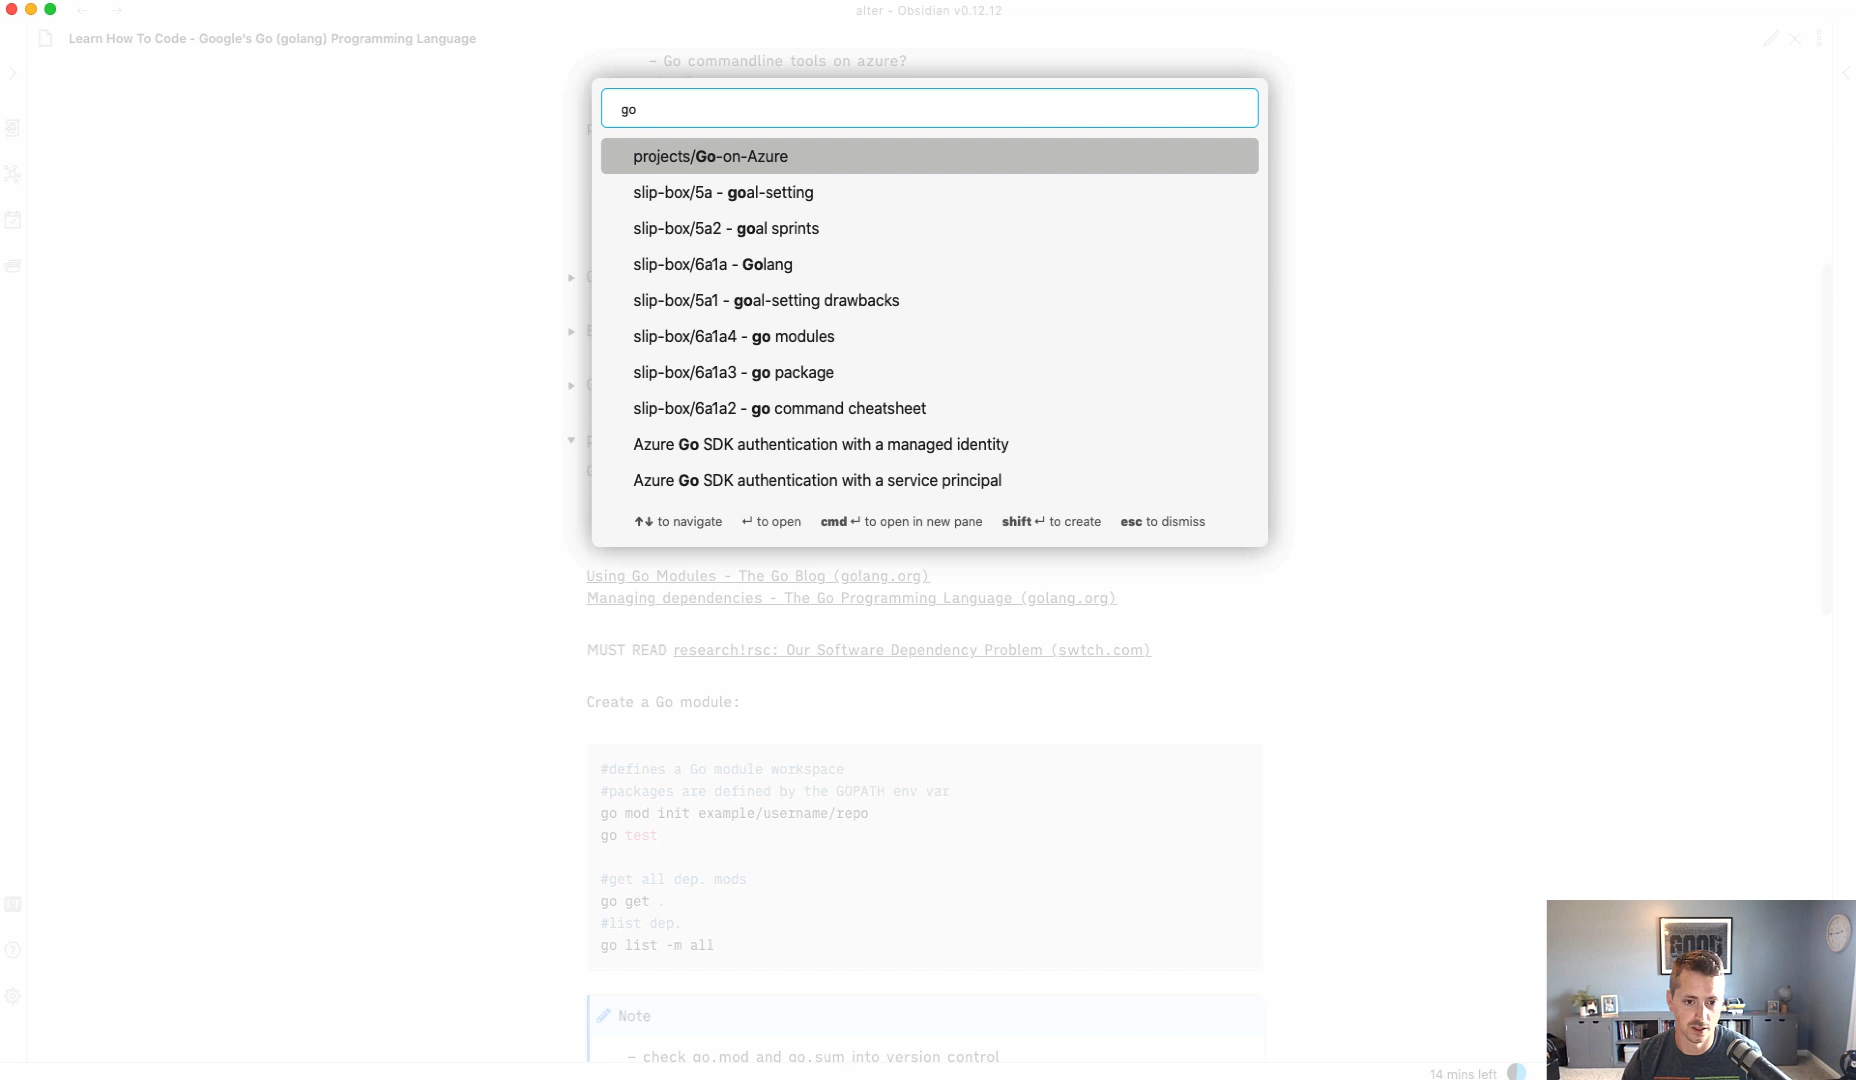 alter - Obsidian v0.12.12
Learn How To Code - Google's Go (golang) Programming Language
- Go commandline tools on azure?
go
projects/Go-on-Azure
slip-box/5a - goal-setting
slip-box/5a2 - goal sprints
slip-box/6a1a - Golang
slip-box/5a1 - goal-setting drawbacks
slip-box/6a1a4 - go modules
slip-box/6a1a3 - go package
slip-box/6a1a2 - go command cheatsheet
Azure Go SDK authentication with a managed identity
Azure Go SDK authentication with a service principal
↑↓ to navigate ↵ to open cmd ↵ to open in new pane shift ↵ to create esc to dismiss
Using Go Modules - The Go Blog (golang.org)
Managing dependencies - The Go Programming Language (golang.org)
MUST READ research!rsc: Our Software Dependency Problem (swtch.com)
Create a Go module:
#defines a Go module workspace
#packages are defined by the GOPATH env var
go mod init example/username/repo
go test
#get all dep. mods
go get .
#list dep.
go list -m all
Note
- check go.mod and go.sum into version control
14 mins left
GOOD